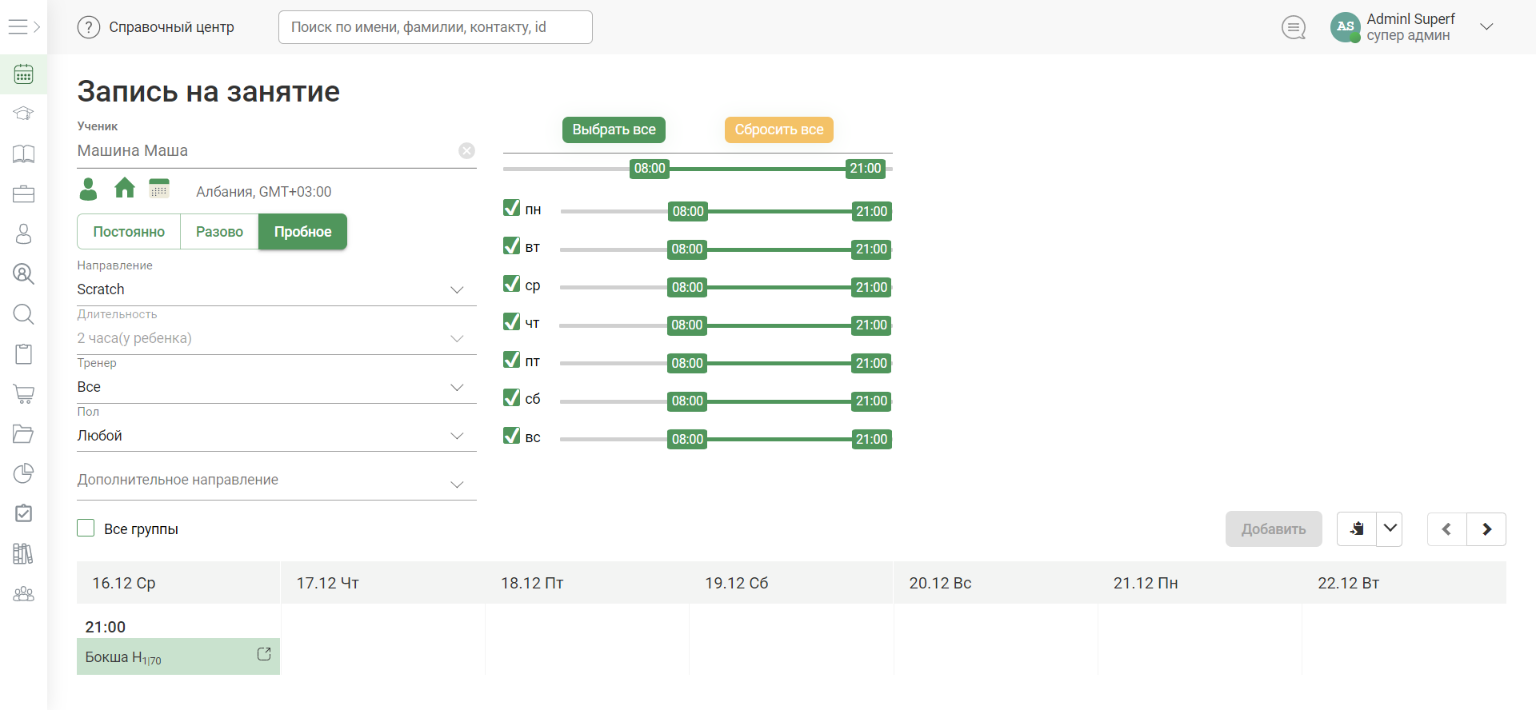 Справочный центр
Поиск по имени, фамилии, контакту, id
AS
Adminl Superf
супер админ
Запись на занятие
Ученик
Машина Маша
Албания, GMT+03:00
Постоянно Разово Пробное
Направление
Scratch
Длительность
2 часа(у ребенка)
Тренер
Все
Пол
Любой
Дополнительное направление
Все группы
Выбрать все Сбросить все
08:00 21:00
пн 08:00 21:00
вт 08:00 21:00
ср 08:00 21:00
чт 08:00 21:00
пт 08:00 21:00
сб 08:00 21:00
вс 08:00 21:00
Добавить
16.12 Ср 17.12 Чт 18.12 Пт 19.12 Сб 20.12 Вс 21.12 Пн 22.12 Вт
21:00
Бокша Н1|70